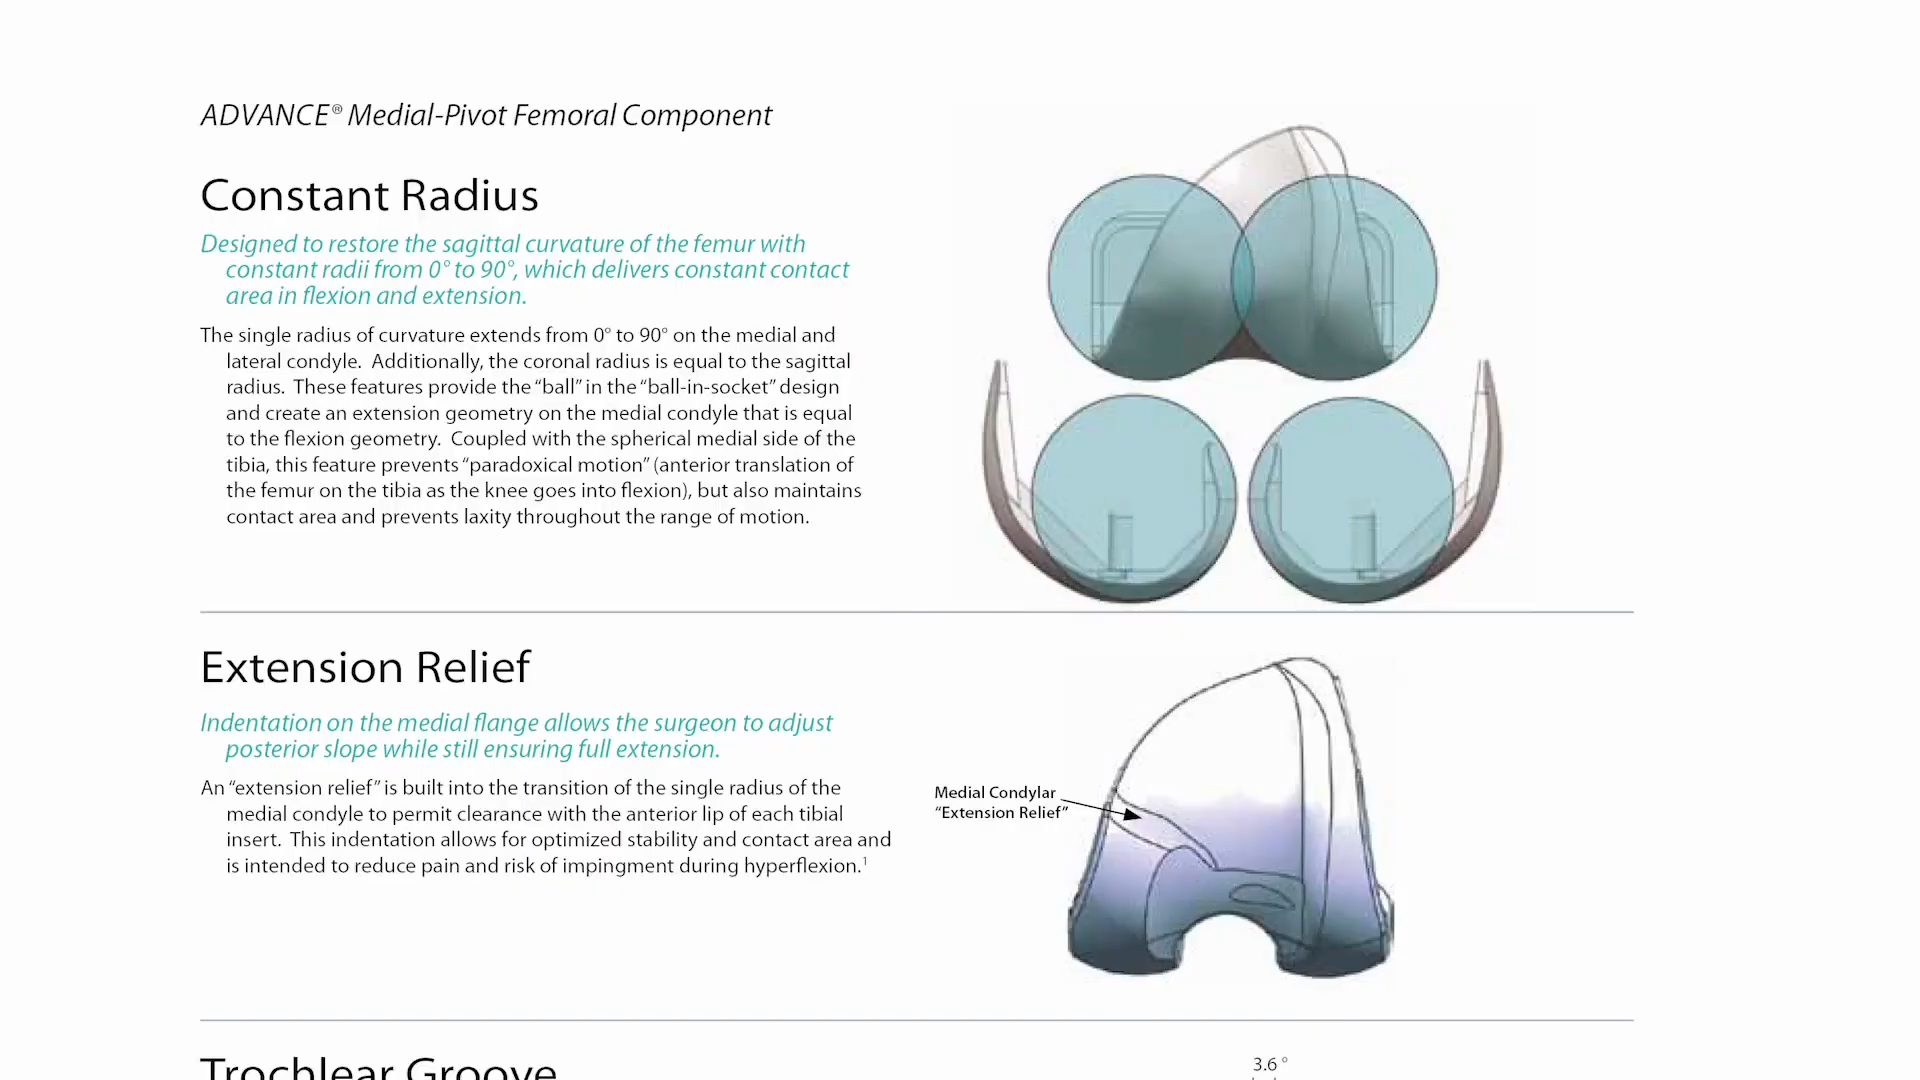 ADVANCE® Medial-Pivot Femoral Component
Constant Radius
Designed to restore the sagittal curvature of the femur with
constant radii from 0° to 90°, which delivers constant contact
area in flexion and extension.
The single radius of curvature extends from 0° to 90° on the medial and
lateral condyle. Additionally, the coronal radius is equal to the sagittal
radius. These features provide the “ball” in the “ball-in-socket” design
and create an extension geometry on the medial condyle that is equal
to the flexion geometry. Coupled with the spherical medial side of the
tibia, this feature prevents “paradoxical motion” (anterior translation of
the femur on the tibia as the knee goes into flexion), but also maintains
contact area and prevents laxity throughout the range of motion.
Extension Relief
Indentation on the medial flange allows the surgeon to adjust
posterior slope while still ensuring full extension.
An “extension relief” is built into the transition of the single radius of the
medial condyle to permit clearance with the anterior lip of each tibial
insert. This indentation allows for optimized stability and contact area and
is intended to reduce pain and risk of impingment during hyperflexion.¹
Medial Condylar
“Extension Relief”
Trochlear Groove
3.6 °